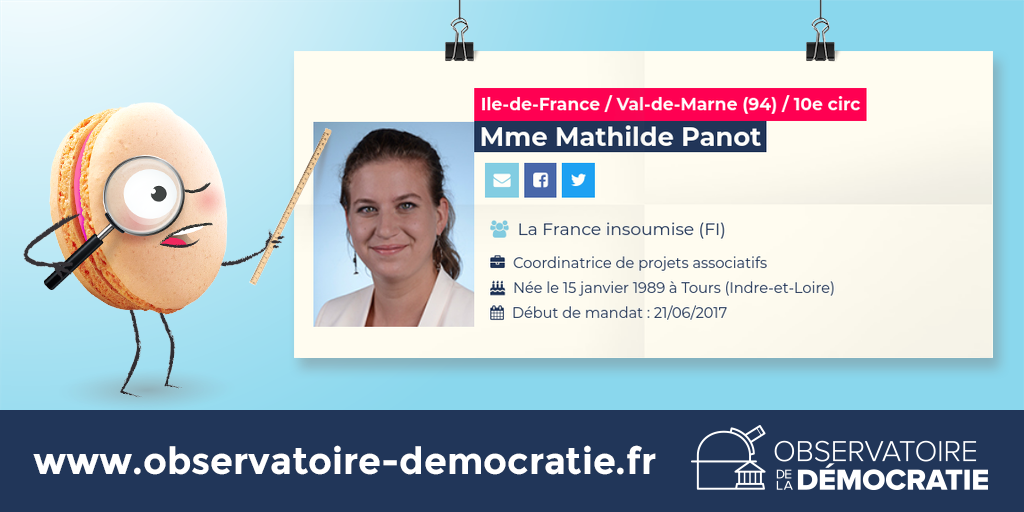 Ile-de-France / Val-de-Marne (94) / 10e circ
Mme Mathilde Panot
La France insoumise (FI)
Coordinatrice de projets associatifs
Née le 15 janvier 1989 à Tours (Indre-et-Loire)
Début de mandat : 21/06/2017
www.observatoire-democratie.fr
OBSERVATOIRE
DE LA DÉMOCRATIE